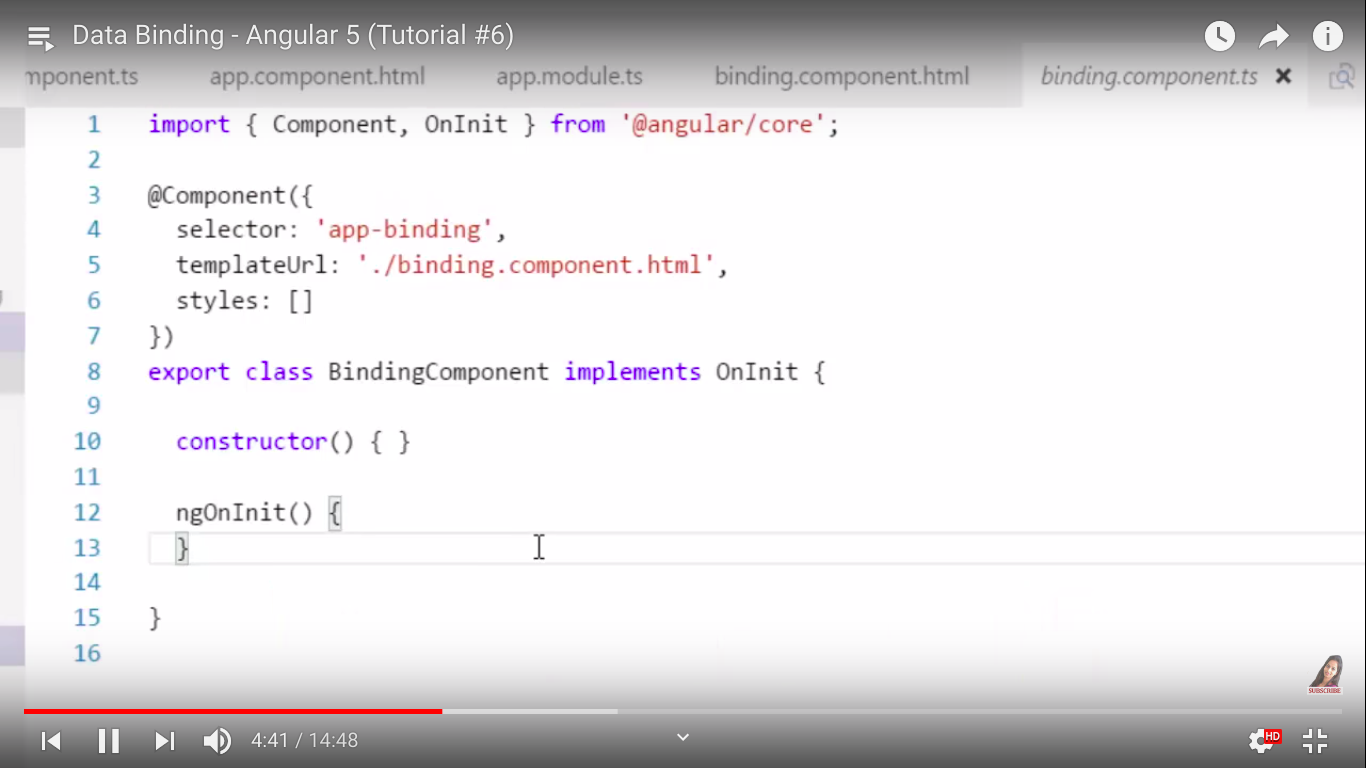 Data Binding - Angular 5 (Tutorial #6)
mponent.ts app.component.html app.module.ts binding.component.html binding.component.ts
1 import { Component, OnInit } from '@angular/core';
2
3 @Component({
4 selector: 'app-binding',
5 templateUrl: './binding.component.html',
6 styles: []
7 })
8 export class BindingComponent implements OnInit {
9
10 constructor() { }
11
12 ngOnInit() {
13 }
14
15 }
16
SUBSCRIBE
4:41 / 14:48
HD